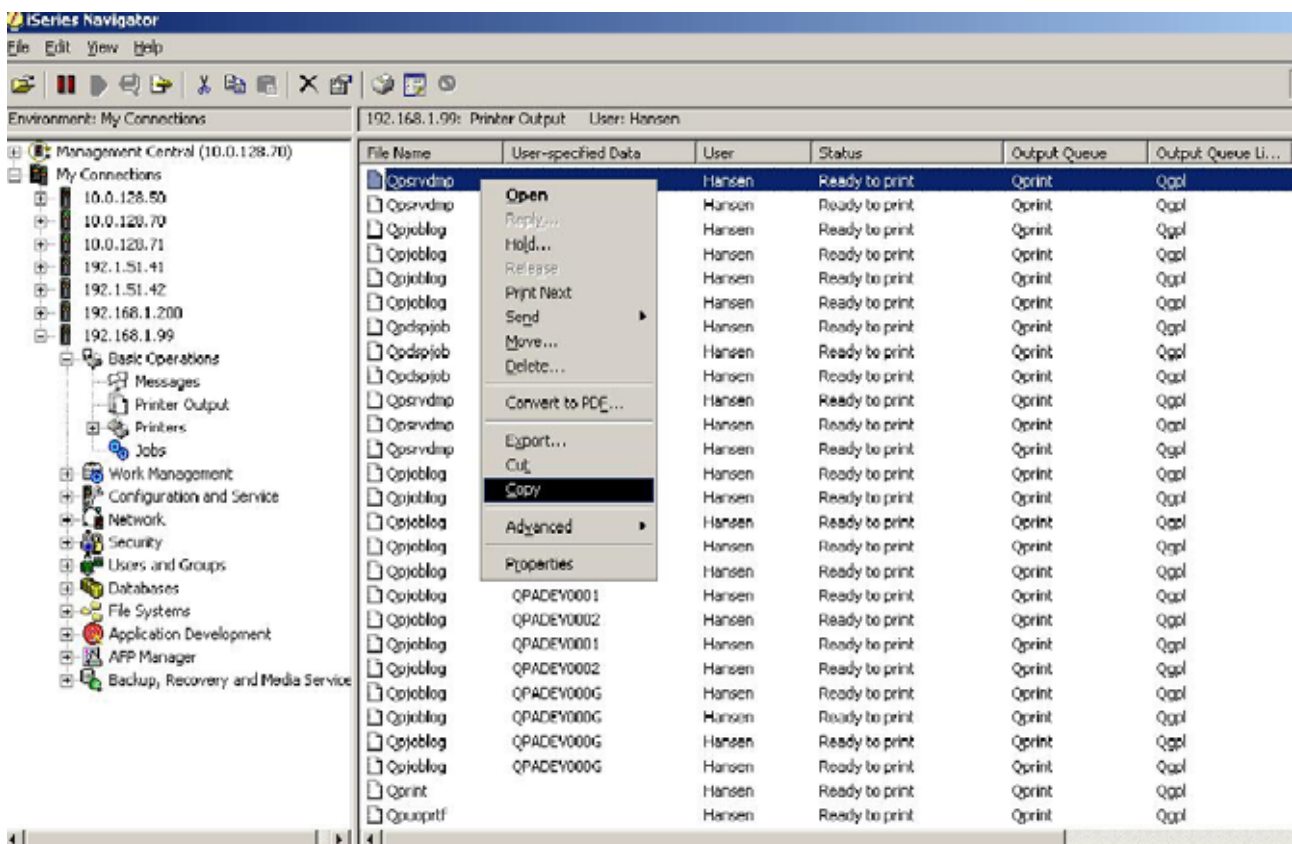 iSeries Navigator
File Edit View Help
Environment: My Connections
192.168.1.99: Printer Output User: Hansen
Management Central (10.0.128.70)
My Connections
10.0.128.50
10.0.128.70
10.0.128.71
192.1.51.41
192.1.51.42
192.168.1.200
192.168.1.99
Basic Operations
Messages
Printer Output
Printers
Jobs
Work Management
Configuration and Service
Network
Security
Users and Groups
Databases
File Systems
Application Development
AFP Manager
Backup, Recovery and Media Service
File Name User-specified Data User Status Output Queue Output Queue Li...
Qpsrvdmp Hansen Ready to print Qprint Qgpl
Qpsrvdmp Hansen Ready to print Qprint Qgpl
Qpjoblog Hansen Ready to print Qprint Qgpl
Qpjoblog Hansen Ready to print Qprint Qgpl
Qpjoblog Hansen Ready to print Qprint Qgpl
Qpjoblog Hansen Ready to print Qprint Qgpl
Qpdspjob Hansen Ready to print Qprint Qgpl
Qpdspjob Hansen Ready to print Qprint Qgpl
Qpdspjob Hansen Ready to print Qprint Qgpl
Qpsrvdmp Hansen Ready to print Qprint Qgpl
Qpsrvdmp Hansen Ready to print Qprint Qgpl
Qpsrvdmp Hansen Ready to print Qprint Qgpl
Qpjoblog Hansen Ready to print Qprint Qgpl
Qpjoblog Hansen Ready to print Qprint Qgpl
Qpjoblog Hansen Ready to print Qprint Qgpl
Qpjoblog Hansen Ready to print Qprint Qgpl
Qpjoblog Hansen Ready to print Qprint Qgpl
Qpjoblog QPADEV0001 Hansen Ready to print Qprint Qgpl
Qpjoblog QPADEV0002 Hansen Ready to print Qprint Qgpl
Qpjoblog QPADEV0001 Hansen Ready to print Qprint Qgpl
Qpjoblog QPADEV0002 Hansen Ready to print Qprint Qgpl
Qpjoblog QPADEV000G Hansen Ready to print Qprint Qgpl
Qpjoblog QPADEV000G Hansen Ready to print Qprint Qgpl
Qpjoblog QPADEV000G Hansen Ready to print Qprint Qgpl
Qpjoblog QPADEV000G Hansen Ready to print Qprint Qgpl
Qprint Hansen Ready to print Qprint Qgpl
Qpuoprtf Hansen Ready to print Qprint Qgpl
Open
Reply...
Hold...
Release
Print Next
Send
Move...
Delete...
Convert to PDF...
Export...
Cut
Copy
Advanced
Properties